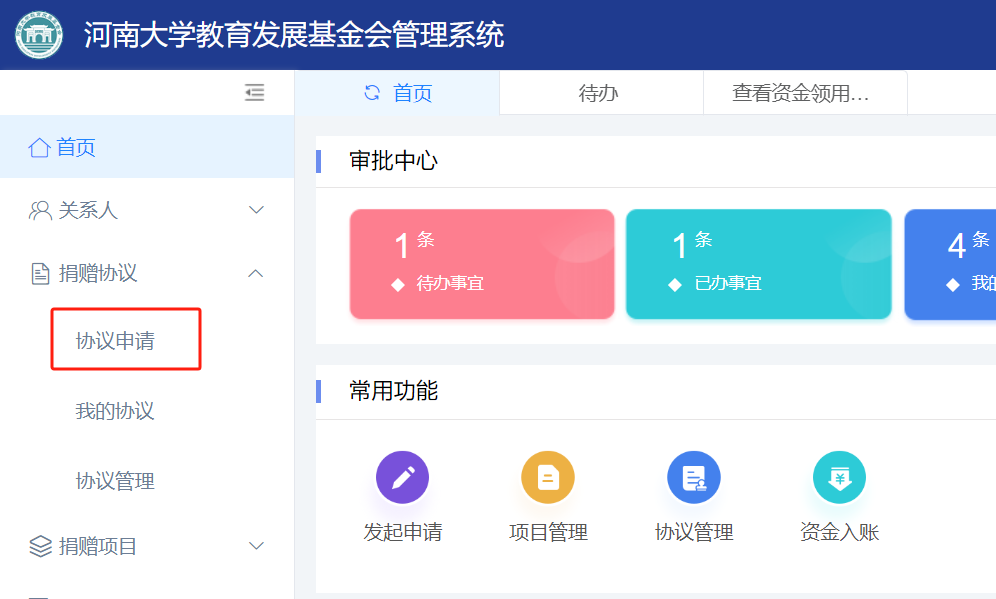 河南大学教育发展基金会管理系统
首页
待办
查看资金领用...
首页
关系人
捐赠协议
协议申请
我的协议
协议管理
捐赠项目
审批中心
1 条
待办事宜
1 条
已办事宜
4 条
我的
常用功能
发起申请
项目管理
协议管理
资金入账